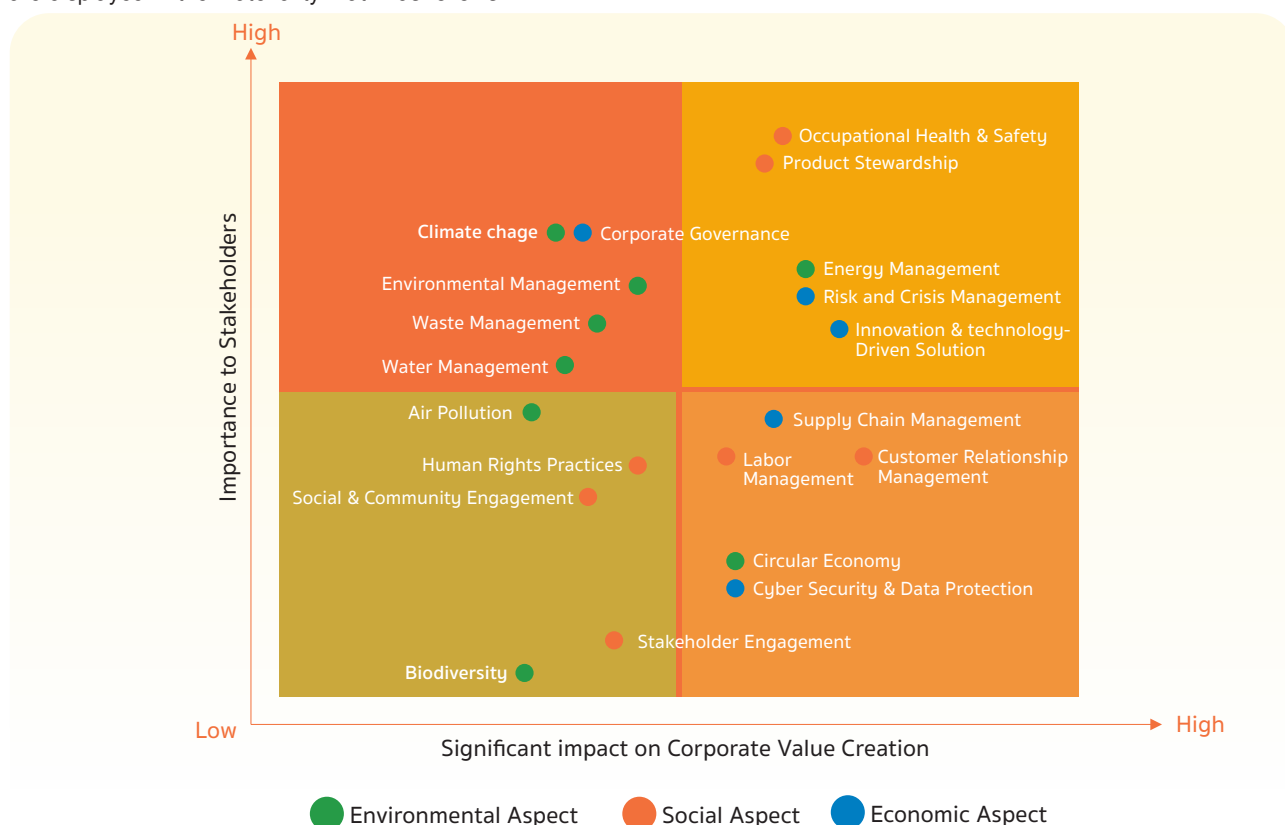 High
Occupational Health & Safety
Product Stewardship
Climate chage
Corporate Governance
Energy Management
Environmental Management
Risk and Crisis Management
Waste Management
Innovation & technology-
Driven Solution
Water Management
Air Pollution
Supply Chain Management
Human Rights Practices
Labor
Management
Customer Relationship
Management
Social & Community Engagement
Circular Economy
Cyber Security & Data Protection
Stakeholder Engagement
Biodiversity
Importance to Stakeholders
Low
High
Significant impact on Corporate Value Creation
Environmental Aspect
Social Aspect
Economic Aspect